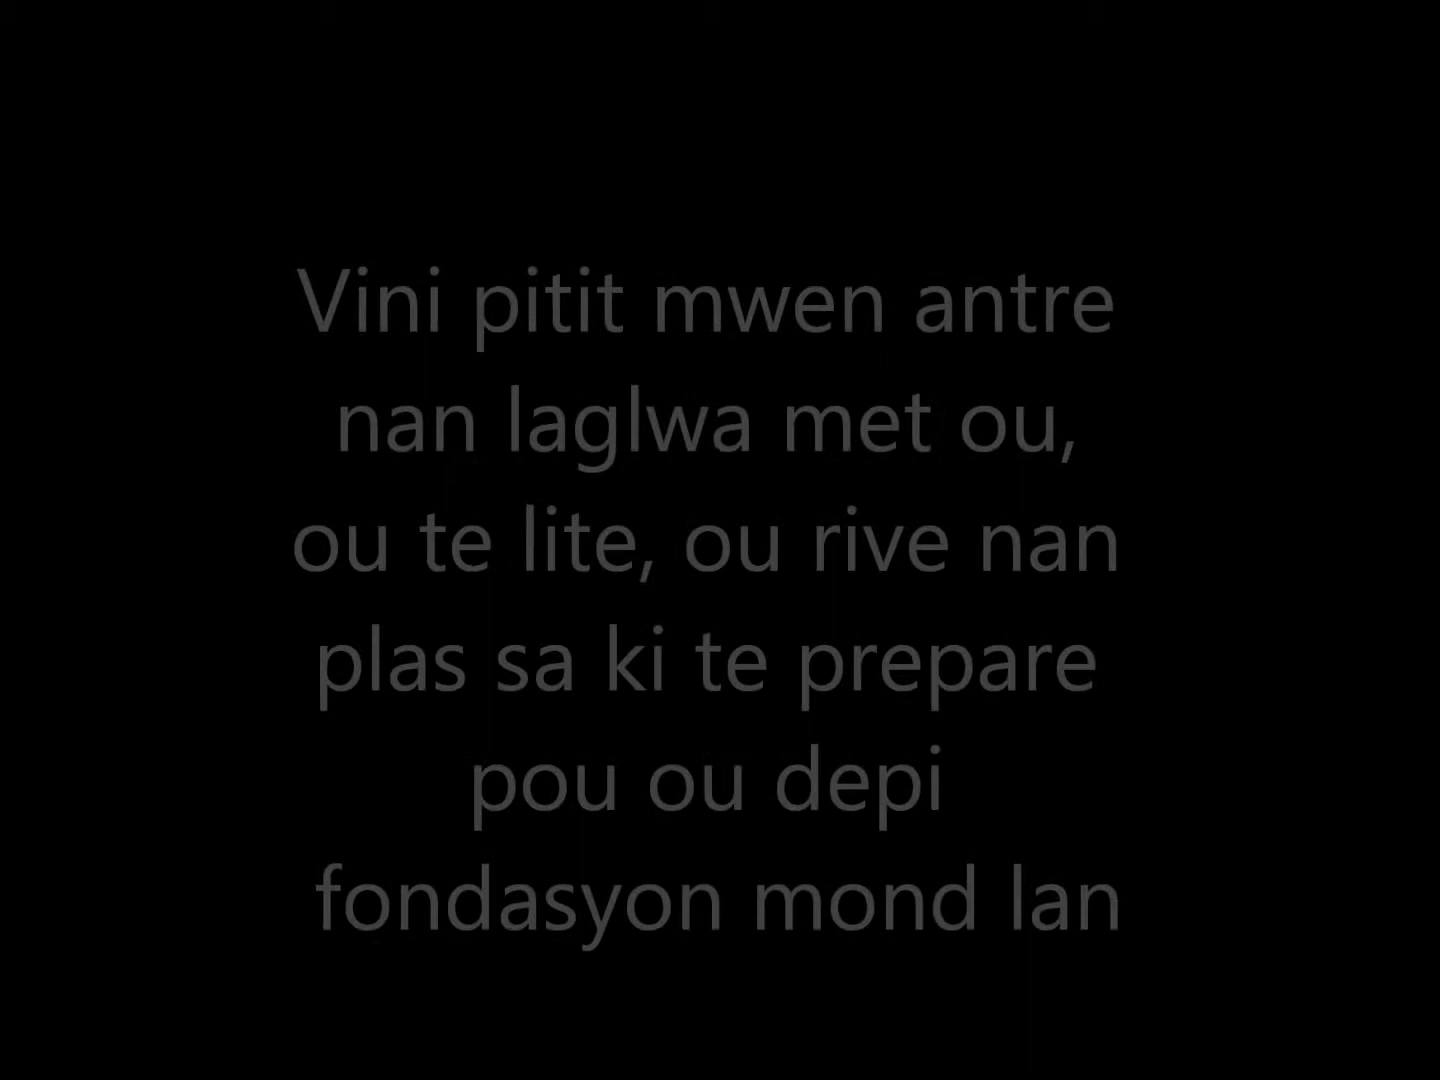 Vini pitit mwen antre
nan laglwa met ou,
ou te lite, ou rive nan
plas sa ki te prepare
pou ou depi
fondasyon mond lan